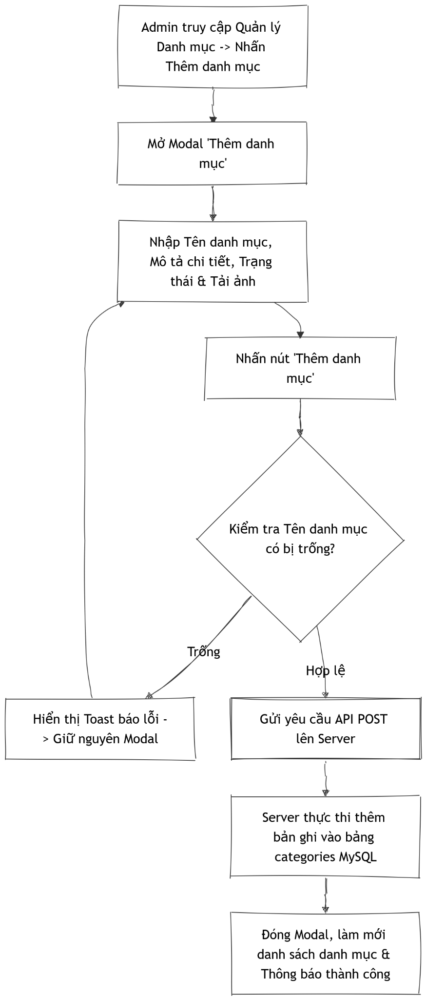 Admin truy cập Quản lý
Danh mục -> Nhấn
Thêm danh mục
Mở Modal 'Thêm danh
mục'
Nhập Tên danh mục,
Mô tả chi tiết, Trạng
thái & Tải ảnh
Nhấn nút 'Thêm danh
mục'
Kiểm tra Tên danh mục
có bị trống?
Trống
Hợp lệ
Hiển thị Toast báo lỗi -
> Giữ nguyên Modal
Gửi yêu cầu API POST
lên Server
Server thực thi thêm
bản ghi vào bảng
categories MySQL
Đóng Modal, làm mới
danh sách danh mục &
Thông báo thành công